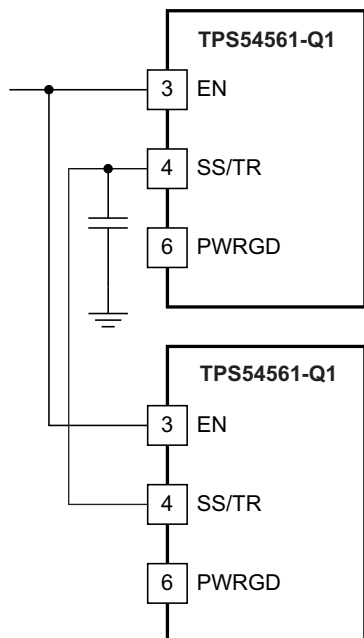 TPS54561-Q1
3 EN
4 SS/TR
6 PWRGD
TPS54561-Q1
3 EN
4 SS/TR
6 PWRGD